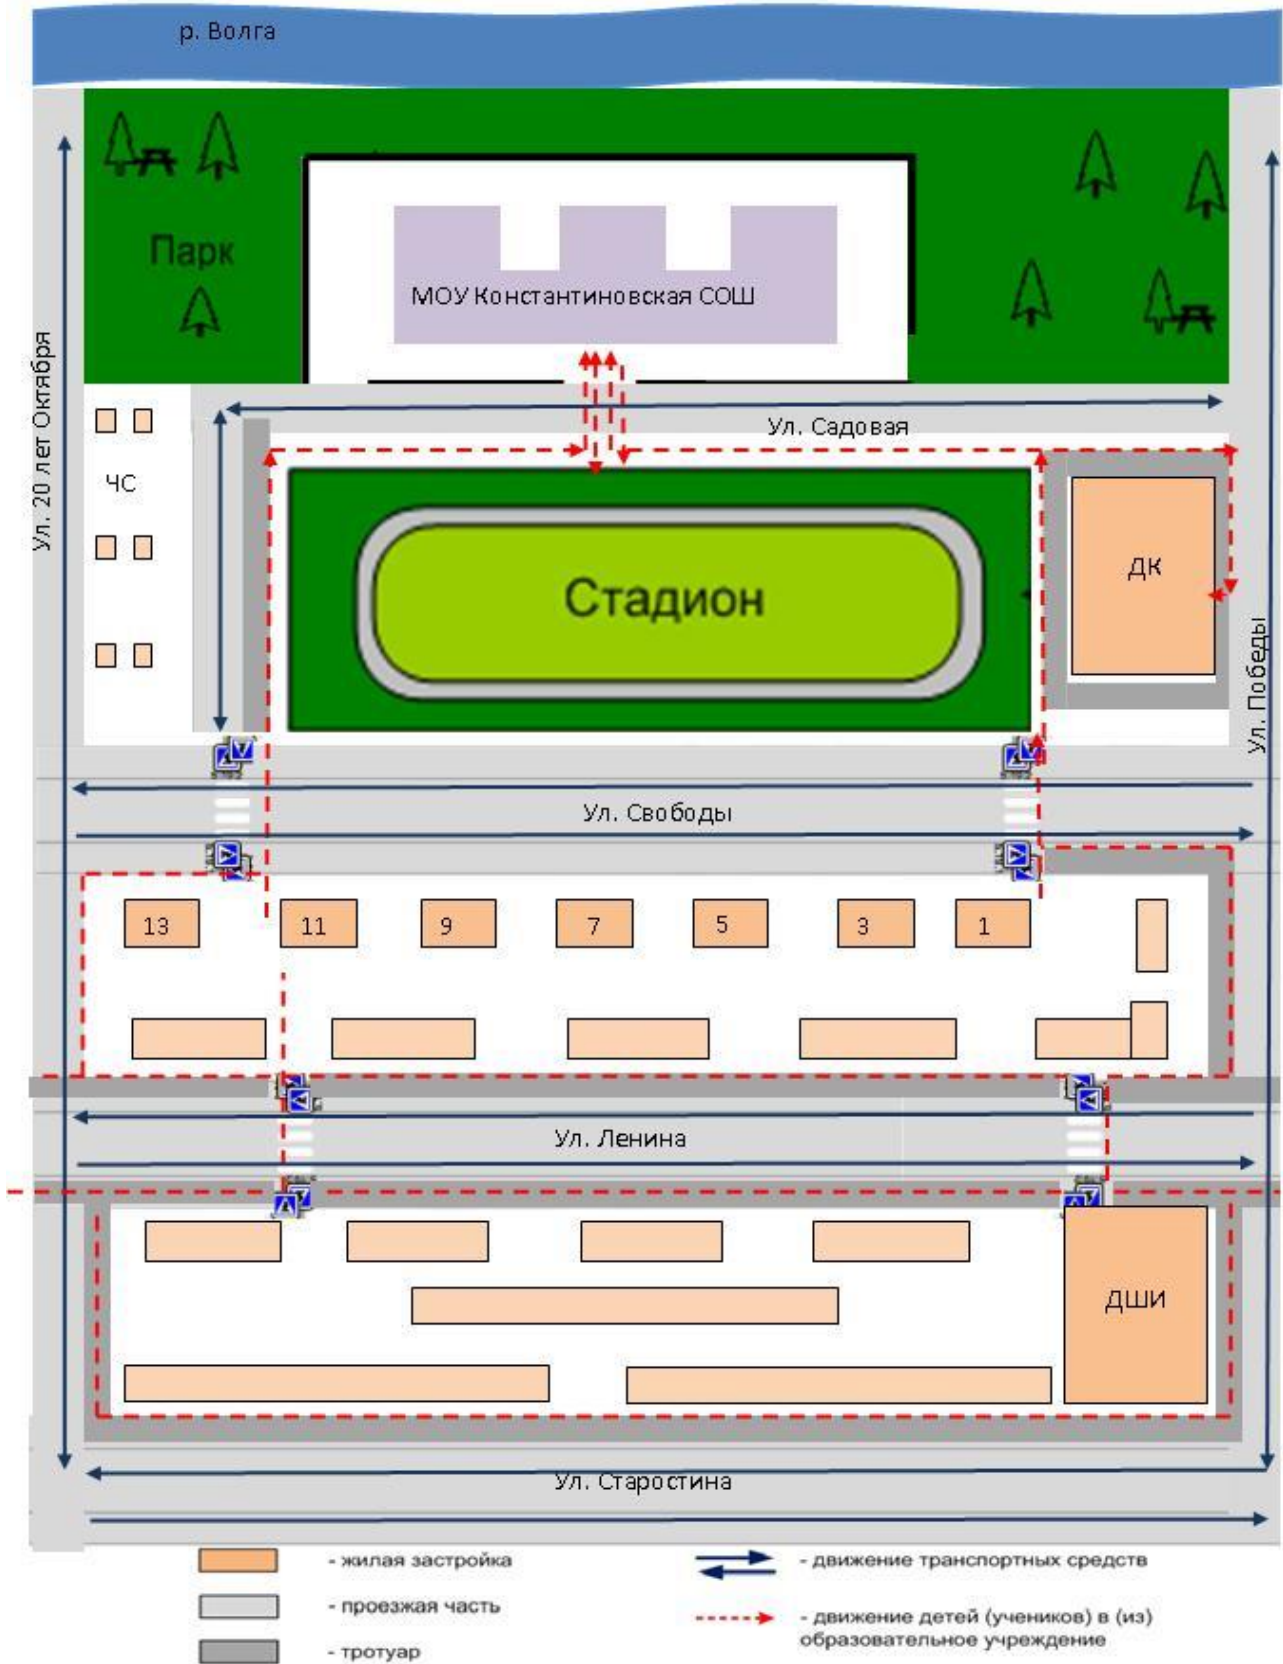 р. Волга
Парк
МОУ Константиновская СОШ
Ул. 20 лет Октября
Ул. Садовая
ЧС
Стадион
ДК
Ул. Победы
Ул. Свободы
13
11
9
7
5
3
1
Ул. Ленина
ДШИ
Ул. Старостина
- жилая застройка
- проезжая часть
- тротуар
- движение транспортных средств
- движение детей (учеников) в (из)
образовательное учреждение